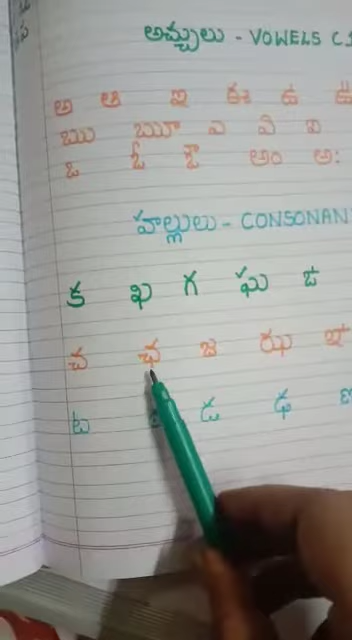 అచ్చులు - VOWELS
అ ఆ ఇ ఈ ఉ ఊ
ఋ ౠ ఎ ఏ ఐ
ఒ ఓ ఔ అం అః
హల్లులు - CONSONAN
క ఖ గ ఘ ఙ
చ ఛ జ ఝ ఞ
ట డ ఢ ణ